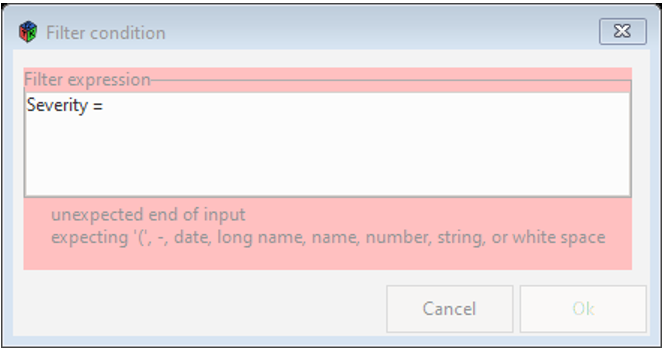 Filter condition
Filter expression
Severity =
unexpected end of input
expecting '(', -, date, long name, name, number, string, or white space
Cancel
Ok